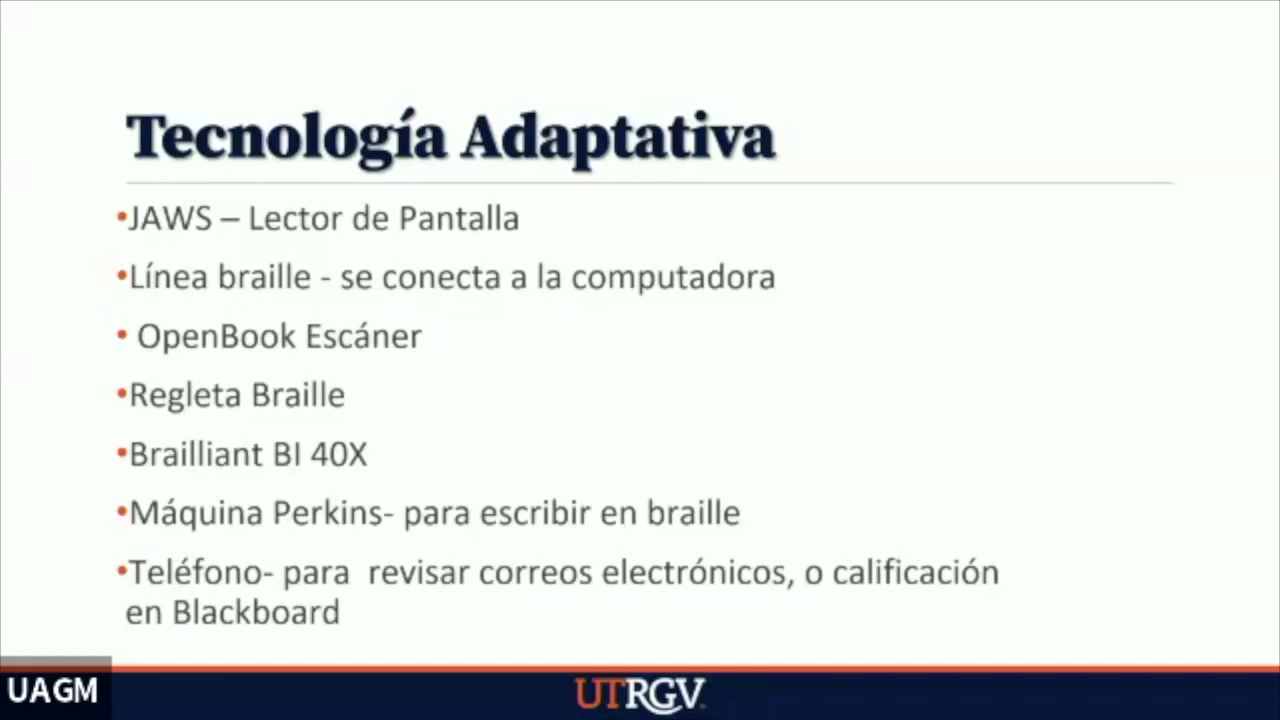 Tecnología Adaptativa
•JAWS – Lector de Pantalla
•Línea braille - se conecta a la computadora
• OpenBook Escáner
•Regleta Braille
•Brailliant BI 40X
•Máquina Perkins- para escribir en braille
•Teléfono- para  revisar correos electrónicos, o calificación
en Blackboard
UAGM
UTRGV